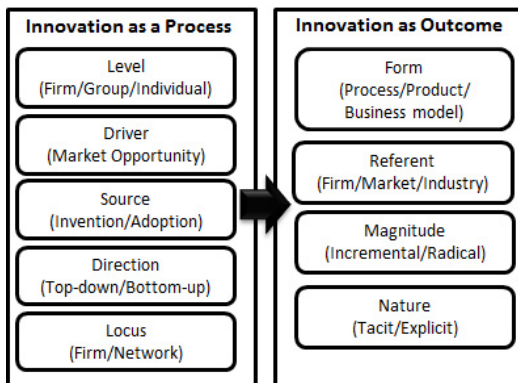 Innovation as a Process
Level
(Firm/Group/Individual)
Driver
(Market Opportunity)
Source
(Invention/Adoption)
Direction
(Top-down/Bottom-up)
Locus
(Firm/Network)
Innovation as Outcome
Form
(Process/Product/
Business model)
Referent
(Firm/Market/Industry)
Magnitude
(Incremental/Radical)
Nature
(Tacit/Explicit)